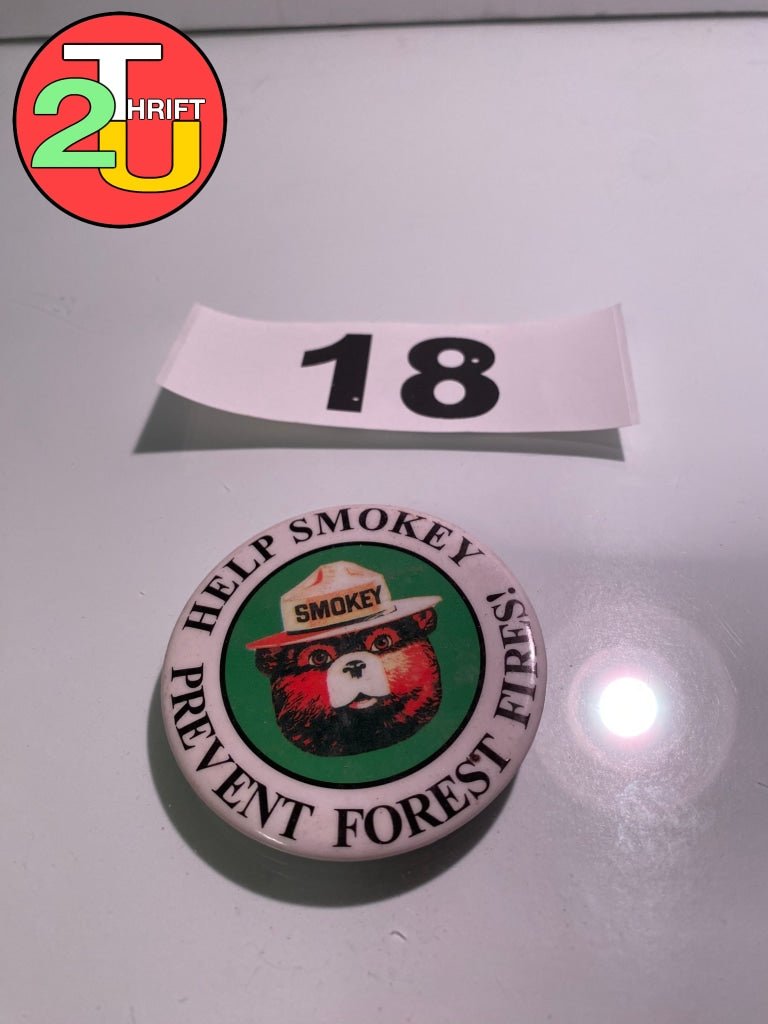 2
T
HRIFT
U
18
HELP SMOKEY
SMOKEY
PREVENT FOREST FIRES!